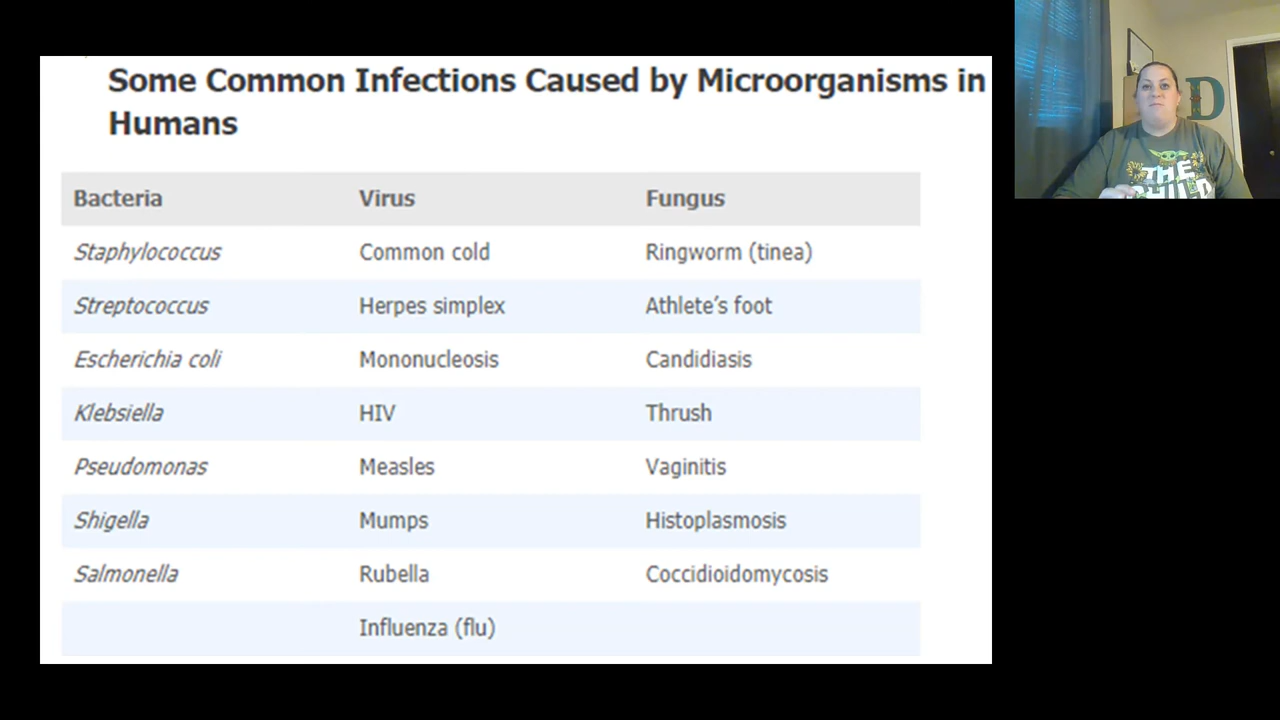 Some Common Infections Caused by Microorganisms in
Humans
Bacteria Virus Fungus
Staphylococcus Common cold Ringworm (tinea)
Streptococcus Herpes simplex Athlete’s foot
Escherichia coli Mononucleosis Candidiasis
Klebsiella HIV Thrush
Pseudomonas Measles Vaginitis
Shigella Mumps Histoplasmosis
Salmonella Rubella Coccidioidomycosis
Influenza (flu)
D
THE
CHILD